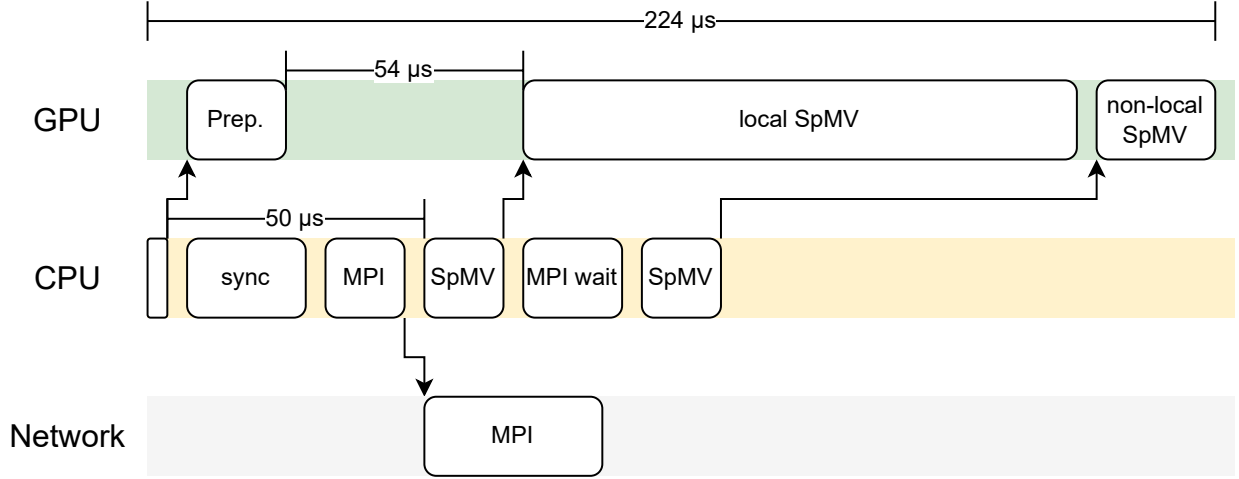 224 µs
54 µs
GPU
Prep.
local SpMV
non-local
SpMV
50 µs
CPU
sync
MPI
SpMV
MPI wait
SpMV
Network
MPI